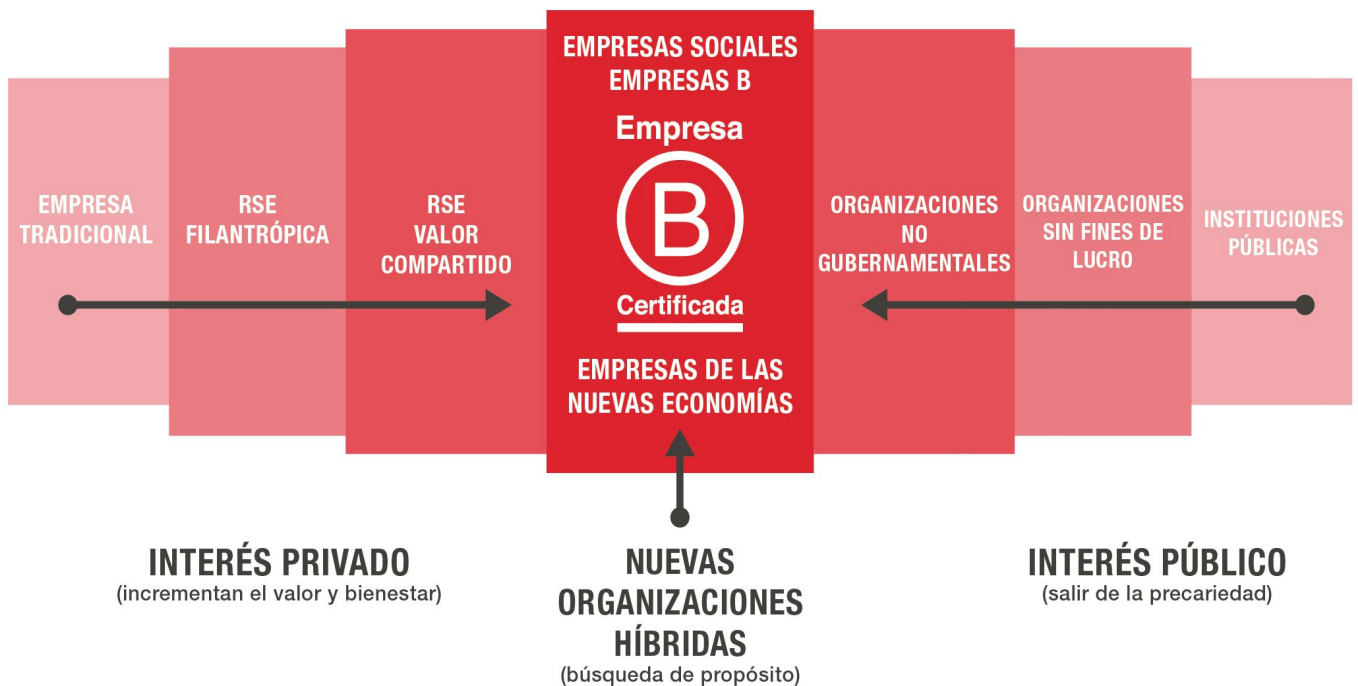 EMPRESA
TRADICIONAL
RSE
FILANTRÓPICA
RSE
VALOR
COMPARTIDO
EMPRESAS SOCIALES
EMPRESAS B
Empresa
B
Certificada
EMPRESAS DE LAS
NUEVAS ECONOMÍAS
ORGANIZACIONES
NO
GUBERNAMENTALES
ORGANIZACIONES
SIN FINES DE
LUCRO
INSTITUCIONES
PÚBLICAS
INTERÉS PRIVADO
(incrementan el valor y bienestar)
NUEVAS
ORGANIZACIONES
HÍBRIDAS
(búsqueda de propósito)
INTERÉS PÚBLICO
(salir de la precariedad)